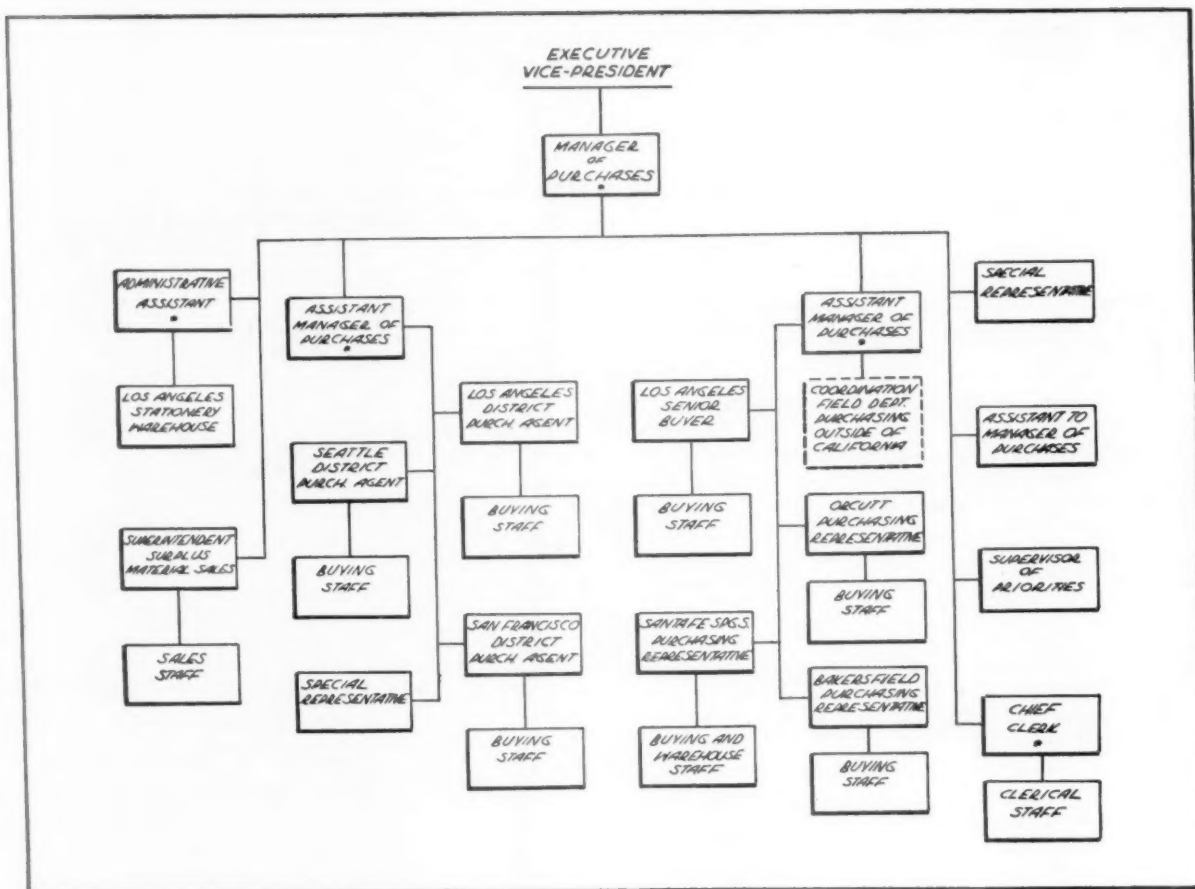 EXECUTIVE
VICE-PRESIDENT
MANAGER
OF
PURCHASES
ADMINISTRATIVE
ASSISTANT
LOS ANGELES
STATIONERY
WAREHOUSE
SUPERINTENDENT
SURPLUS
MATERIAL SALES
SALES
STAFF
ASSISTANT
MANAGER OF
PURCHASES
SEATTLE
DISTRICT
PURCH. AGENT
BUYING
STAFF
SPECIAL
REPRESENTATIVE
LOS ANGELES
DISTRICT
PURCH. AGENT
BUYING
STAFF
SAN FRANCISCO
DISTRICT
PURCH. AGENT
BUYING
STAFF
ASSISTANT
MANAGER OF
PURCHASES
COORDINATION
FIELD DEPT.
PURCHASING
OUTSIDE OF
CALIFORNIA
LOS ANGELES
SENIOR
BUYER
BUYING
STAFF
SANTA FE SPGS.
PURCHASING
REPRESENTATIVE
BUYING AND
WAREHOUSE
STAFF
ORCUTT
PURCHASING
REPRESENTATIVE
BUYING
STAFF
BAKERSFIELD
PURCHASING
REPRESENTATIVE
BUYING
STAFF
SPECIAL
REPRESENTATIVE
ASSISTANT TO
MANAGER OF
PURCHASES
SUPERVISOR
OF
PRIORITIES
CHIEF
CLERK
CLERICAL
STAFF